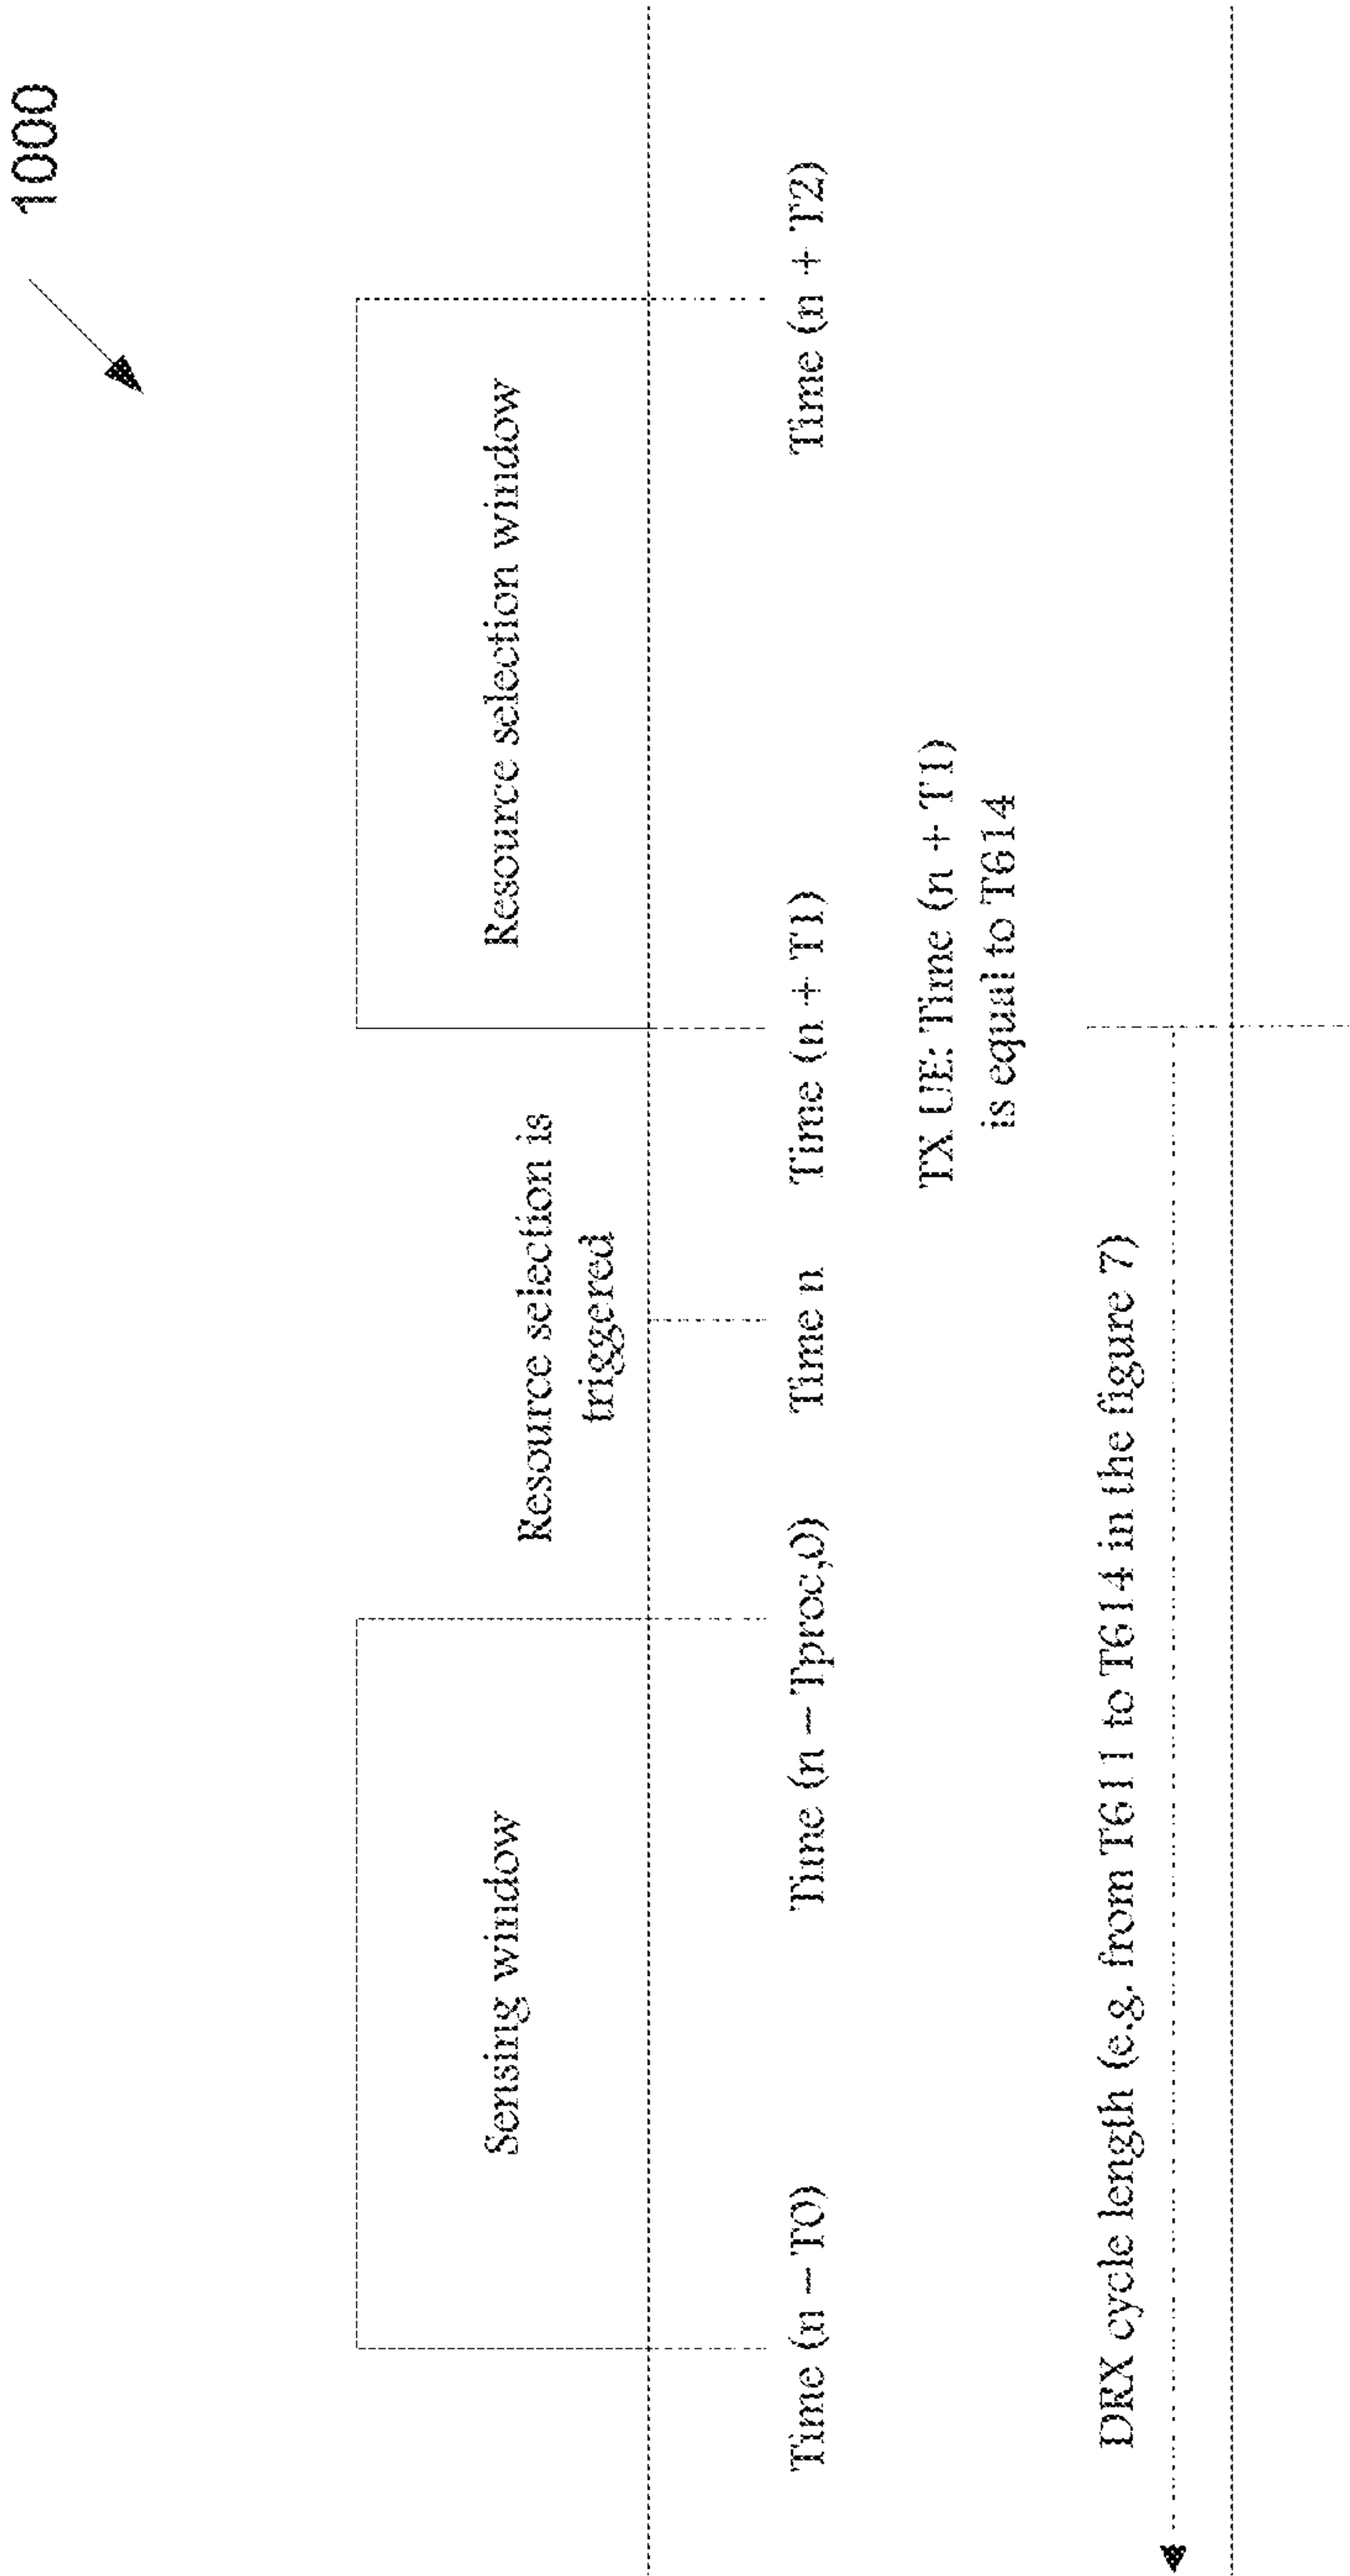 1000
Sensing window
Resource selection is
triggered
Resource selection window
Time (n – T0)
Time (n – Tproc,0)
Time n
Time (n + T1)
Time (n + T2)
TX UE: Time (n + T1)
is equal to T614
DRX cycle length (e.g. from T611 to T614 in the figure 7)